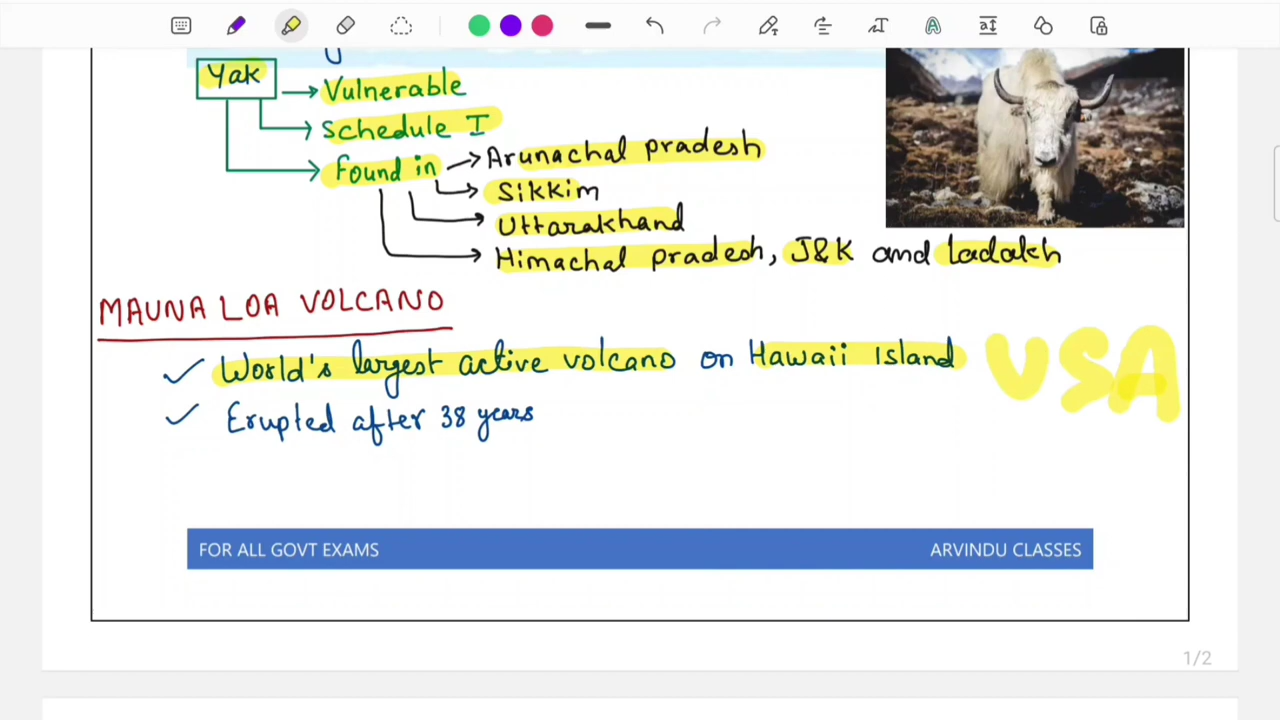 Yak
Vulnerable
Schedule I
Found in
Arunachal pradesh
Sikkim
Uttarakhand
Himachal pradesh, J&K and Ladakh
MAUNA LOA VOLCANO
World's largest active volcano on Hawaii Island
USA
Erupted after 38 years
FOR ALL GOVT EXAMS
ARVINDU CLASSES
1/2